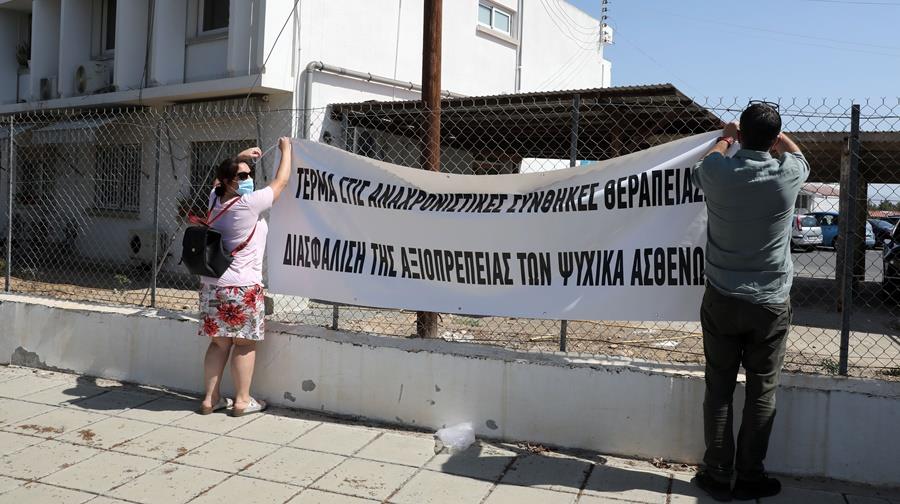 ΤΕΡΜΑ ΣΤΙΣ ΑΝΑΧΡΟΝΙΣΤΙΚΕΣ ΣΥΝΘΗΚΕΣ ΘΕΡΑΠΕΙΑΣ
ΔΙΑΣΦΑΛΙΣΗ ΤΗΣ ΑΞΙΟΠΡΕΠΕΙΑΣ ΤΩΝ ΨΥΧΙΚΑ ΑΣΘΕΝΩ